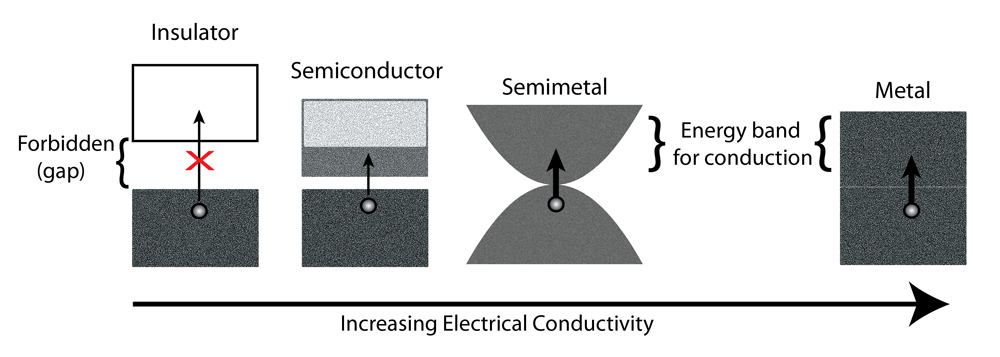 Insulator
Semiconductor
Semimetal
Metal
Forbidden
(gap)
Energy band
for conduction
Increasing Electrical Conductivity